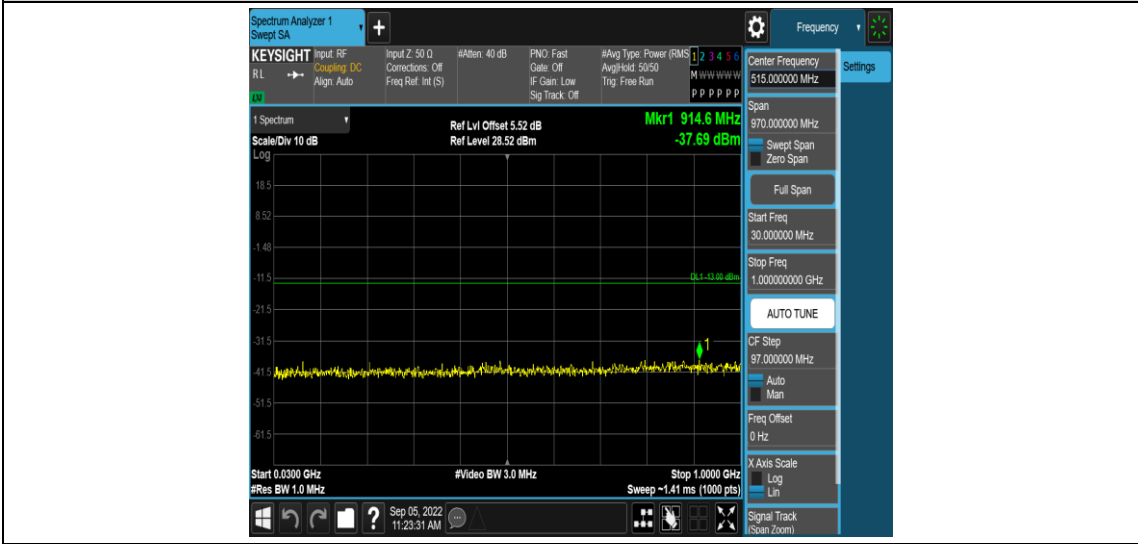 Spectrum Analyzer 1
Swept SA
+
Frequency
KEYSIGHT Input: RF
RL Coupling: DC
Align: Auto
LXI
Input Z: 50 Ω
Corrections: Off
Freq Ref: Int (S)
#Atten: 40 dB
PNO: Fast
Gate: Off
IF Gain: Low
Sig Track: Off
#Avg Type: Power (RMS
Avg|Hold: 50/50
Trig: Free Run
1 2 3 4 5 6
M W W W W W
P P P P P P
1 Spectrum
Scale/Div 10 dB
Log
Ref Lvl Offset 5.52 dB
Ref Level 28.52 dBm
Mkr1 914.6 MHz
-37.69 dBm
18.5
8.52
-1.48
-11.5
DL1 -13.00 dBm
-21.5
-31.5
1
-41.5
-51.5
-61.5
Start 0.0300 GHz
#Res BW 1.0 MHz
#Video BW 3.0 MHz
Stop 1.0000 GHz
Sweep ~1.41 ms (1000 pts)
?
Sep 05, 2022
11:23:31 AM
Center Frequency
515.000000 MHz
Settings
Span
970.000000 MHz
Swept Span
Zero Span
Full Span
Start Freq
30.000000 MHz
Stop Freq
1.000000000 GHz
AUTO TUNE
CF Step
97.000000 MHz
Auto
Man
Freq Offset
0 Hz
X Axis Scale
Log
Lin
Signal Track
(Span Zoom)